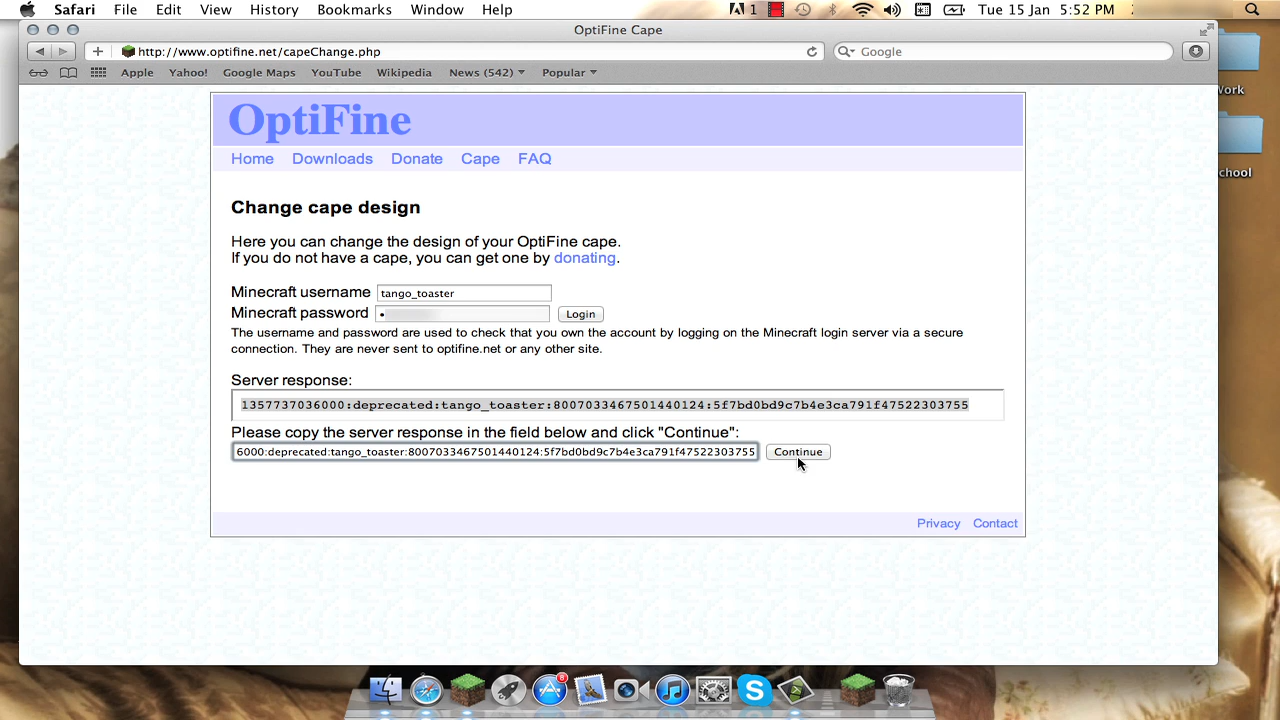 Safari File Edit View History Bookmarks Window Help 1 Tue 15 Jan 5:52 PM
OptiFine Cape
http://www.optifine.net/capeChange.php Google
Apple Yahoo! Google Maps YouTube Wikipedia News (542) Popular
Work
OptiFine
Home Downloads Donate Cape FAQ
chool
Change cape design
Here you can change the design of your OptiFine cape.
If you do not have a cape, you can get one by donating.
Minecraft username tango_toaster
Minecraft password • Login
The username and password are used to check that you own the account by logging on the Minecraft login server via a secure
connection. They are never sent to optifine.net or any other site.
Server response:
1357737036000:deprecated:tango_toaster:8007033467501440124:5f7bd0bd9c7b4e3ca791f47522303755
Please copy the server response in the field below and click "Continue":
6000:deprecated:tango_toaster:8007033467501440124:5f7bd0bd9c7b4e3ca791f47522303755 Continue
Privacy Contact
8